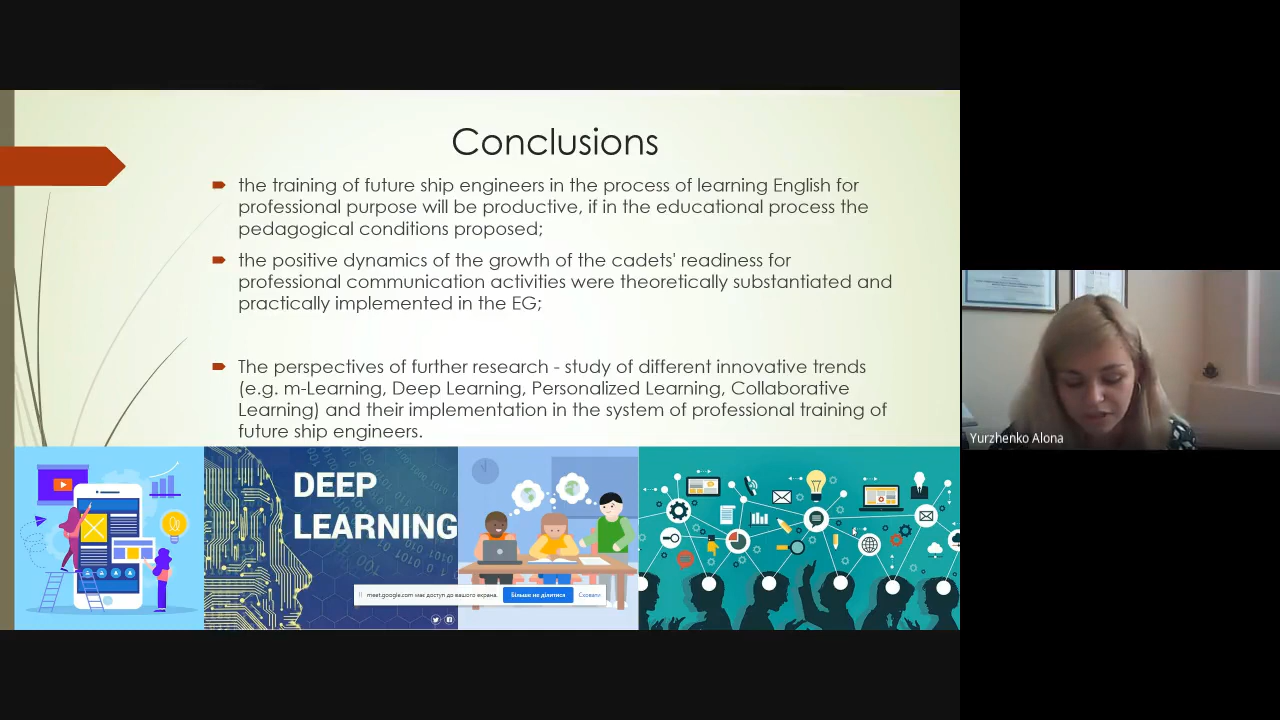 Conclusions
the training of future ship engineers in the process of learning English for
professional purpose will be productive, if in the educational process the
pedagogical conditions proposed;
the positive dynamics of the growth of the cadets' readiness for
professional communication activities were theoretically substantiated and
practically implemented in the EG;
The perspectives of further research - study of different innovative trends
(e.g. m-Learning, Deep Learning, Personalized Learning, Collaborative
Learning) and their implementation in the system of professional training of
future ship engineers.
DEEP
LEARNING
meet.google.com має доступ до вашого екрана.
Більше не ділитися
Сховати
Yurzhenko Alona